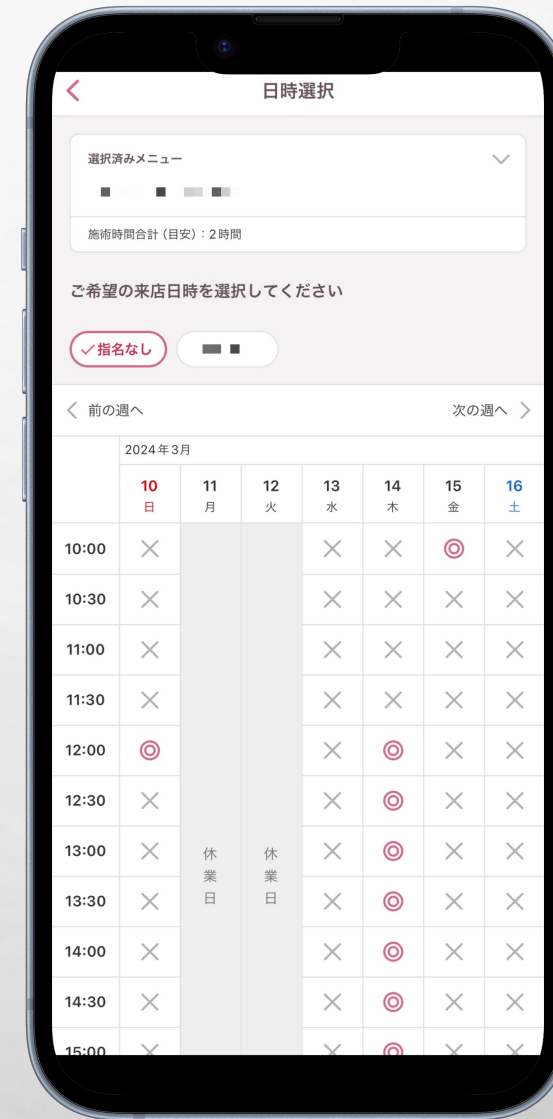 日時選択
選択済みメニュー
施術時間合計（目安）：2時間
ご希望の来店日時を選択してください
指名なし
前の週へ 次の週へ
2024年3月
10 11 12 13 14 15 16
日 月 火 水 木 金 土
10:00 × × × ◎ ×
10:30 × × × × ×
11:00 × × × × ×
11:30 × × × × ×
12:00 ◎ × ◎ × ×
12:30 × × ◎ × ×
13:00 × × ◎ × ×
13:30 × × ◎ × ×
14:00 × × ◎ × ×
14:30 × × ◎ × ×
15:00 × × ◎ × ×
休業日
休業日